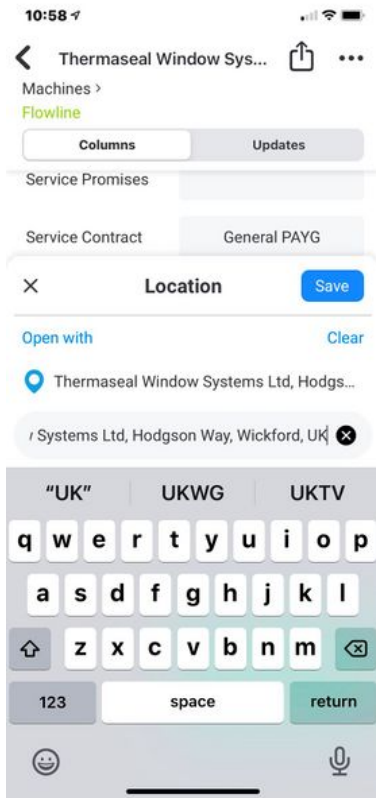 10:58
Thermaseal Window Sys...
Machines >
Flowline
Columns Updates
Service Promises
Service Contract General PAYG
Location Save
Open with Clear
Thermaseal Window Systems Ltd, Hodgs...
Systems Ltd, Hodgson Way, Wickford, UK
“UK” UKWG UKTV
q w e r t y u i o p
a s d f g h j k l
z x c v b n m
123 space return